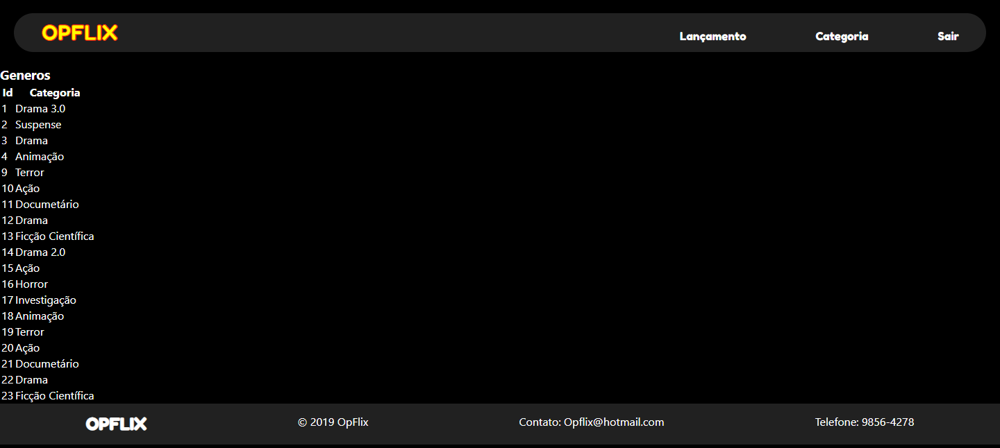 OPFLIX Lançamento Categoria Sair
Generos
Id Categoria
1 Drama 3.0
2 Suspense
3 Drama
4 Animação
9 Terror
10 Ação
11 Documetário
12 Drama
13 Ficção Científica
14 Drama 2.0
15 Ação
16 Horror
17 Investigação
18 Animação
19 Terror
20 Ação
21 Documetário
22 Drama
23 Ficção Científica
OPFLIX © 2019 OpFlix Contato: Opflix@hotmail.com Telefone: 9856-4278